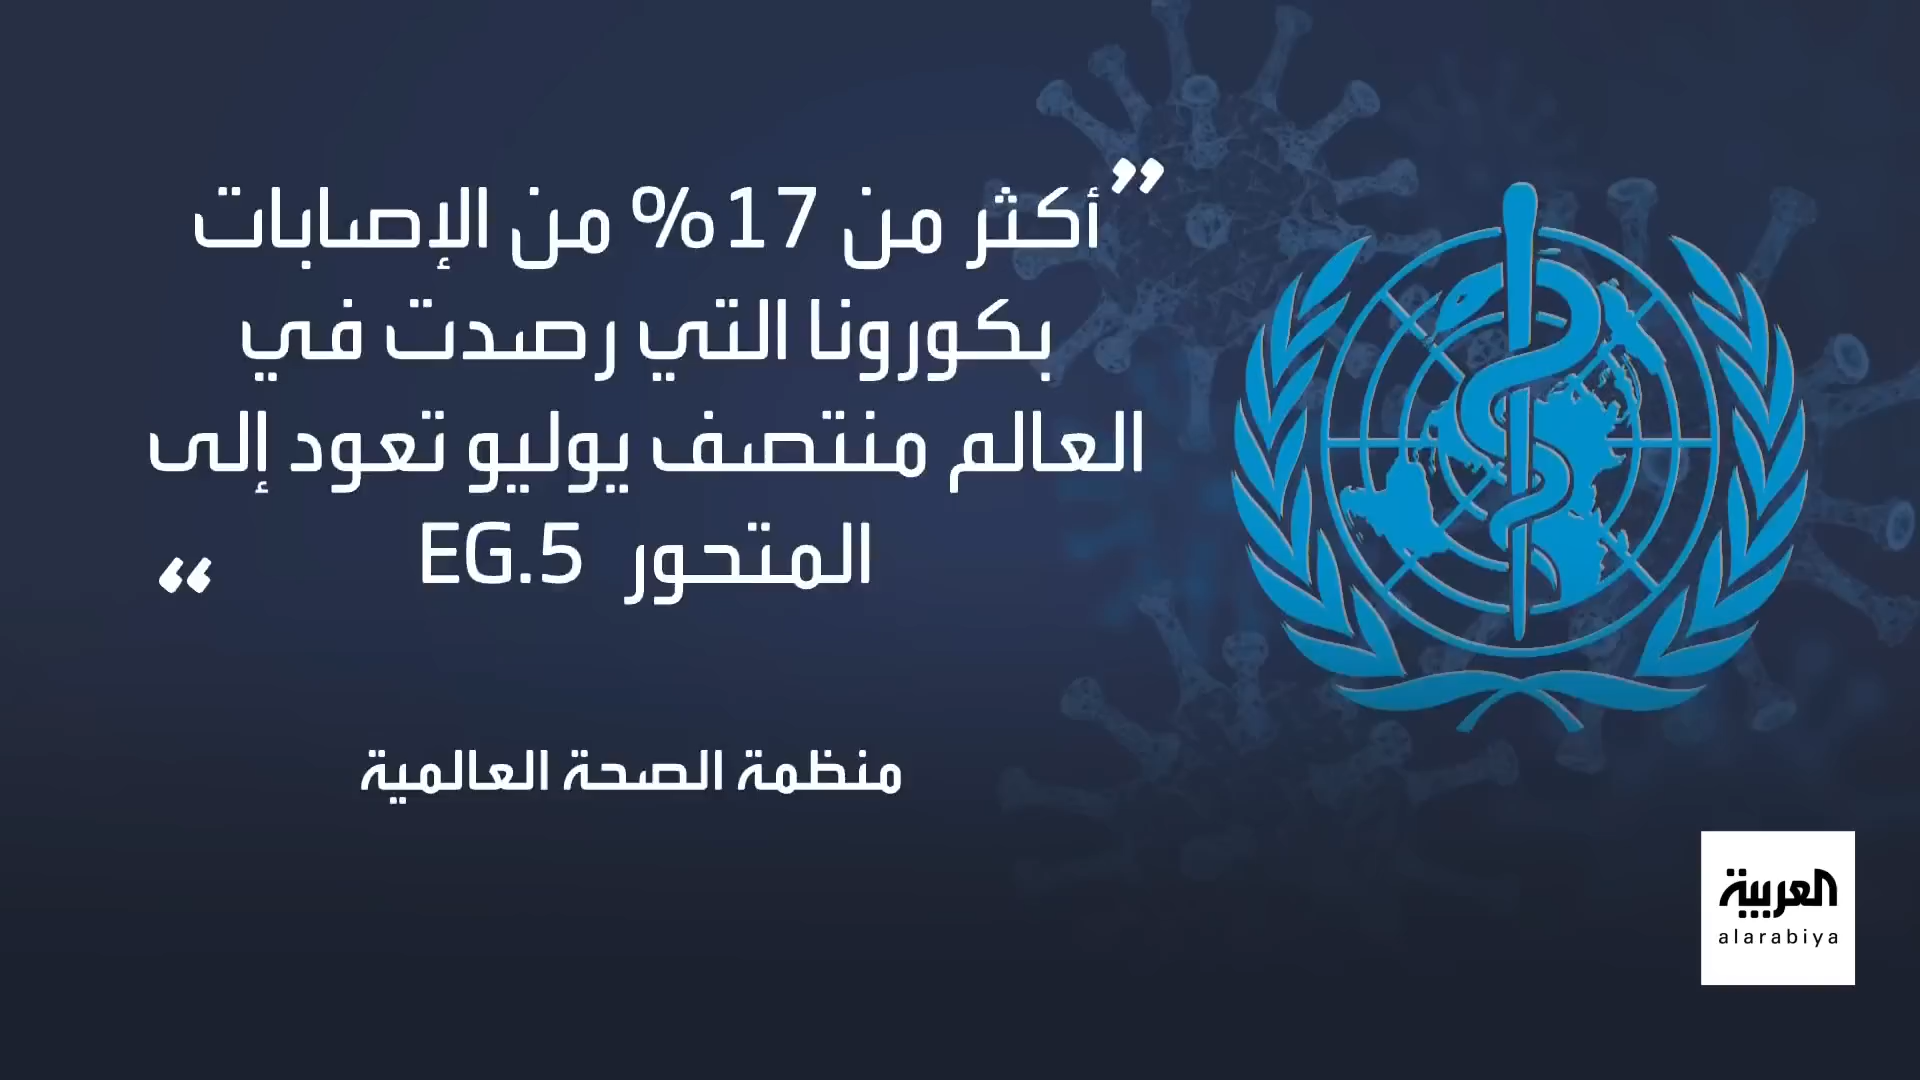 ”أكثر من 17% من الإصابات
بكورونا التي رصدت في
العالم منتصف يوليو تعود إلى
المتحور EG.5 “
منظمة الصحة العالمية
العربية
alarabiya